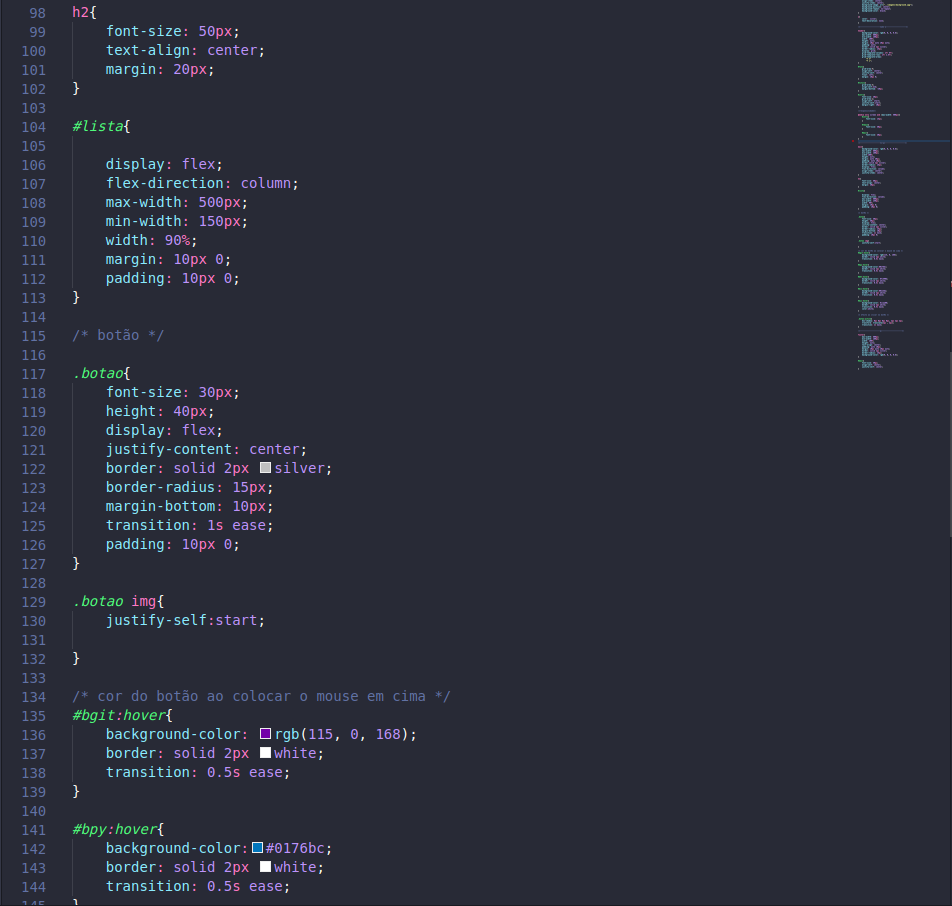 98 h2{
99 font-size: 50px;
100 text-align: center;
101 margin: 20px;
102 }
103
104 #lista{
105
106 display: flex;
107 flex-direction: column;
108 max-width: 500px;
109 min-width: 150px;
110 width: 90%;
111 margin: 10px 0;
112 padding: 10px 0;
113 }
114
115 /* botão */
116
117 .botao{
118 font-size: 30px;
119 height: 40px;
120 display: flex;
121 justify-content: center;
122 border: solid 2px silver;
123 border-radius: 15px;
124 margin-bottom: 10px;
125 transition: 1s ease;
126 padding: 10px 0;
127 }
128
129 .botao img{
130 justify-self:start;
131
132 }
133
134 /* cor do botão ao colocar o mouse em cima */
135 #bgit:hover{
136 background-color: rgb(115, 0, 168);
137 border: solid 2px white;
138 transition: 0.5s ease;
139 }
140
141 #bpy:hover{
142 background-color: #0176bc;
143 border: solid 2px white;
144 transition: 0.5s ease;
145 }